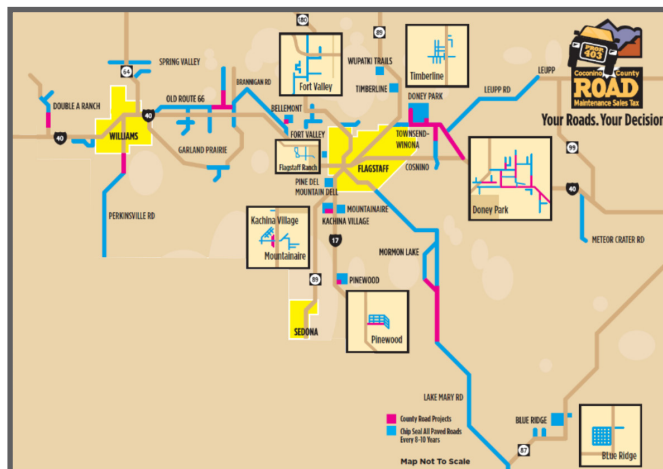 180
89
PROP
403
Coconino County
ROAD
Maintenance Sales Tax
Your Roads. Your Decision
64
SPRING VALLEY
Fort Valley
WUPATKI TRAILS
Timberline
TIMBERLINE
LEUPP
LEUPP RD
DOUBLE A RANCH
BRANNIGAN RD
OLD ROUTE 66
DONEY PARK
BELLEMONT
40
40
WILLIAMS
FORT VALLEY
TOWNSEND-
WINONA
GARLAND PRAIRIE
Flagstaff Ranch
FLAGSTAFF
COSNINO
99
PINE DEL
MOUNTAIN DELL
40
PERKINSVILLE RD
Kachina Village
MOUNTAINAIRE
KACHINA VILLAGE
Doney Park
METEOR CRATER RD
17
Mountainaire
MORMON LAKE
89
PINEWOOD
SEDONA
Pinewood
LAKE MARY RD
County Road Projects
Chip Seal All Paved Roads
Every 8-10 Years
BLUE RIDGE
87
Blue Ridge
Map Not To Scale